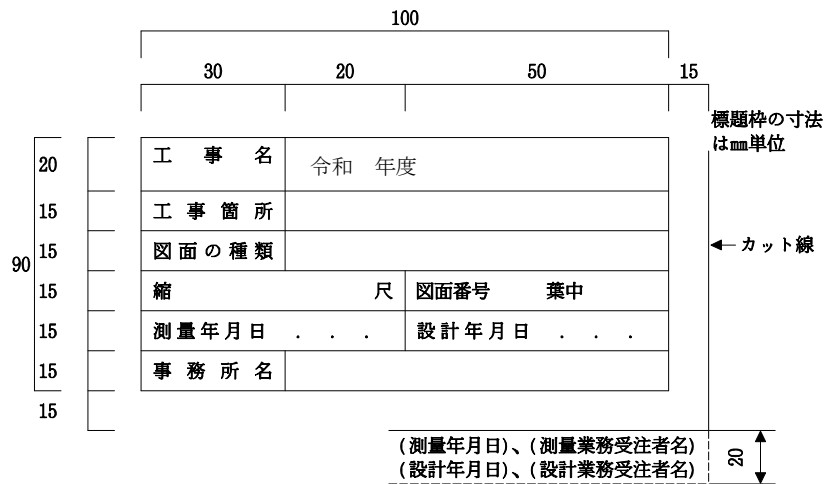 100
30 20 50 15
標題枠の寸法
は㎜単位
20 工事名 令和 年度
15 工事箇所
15 図面の種類
カット線
90
15 縮尺 図面番号 葉中
15 測量年月日 . . . 設計年月日 . . .
15 事務所名
15
(測量年月日)、(測量業務受注者名)
(設計年月日)、(設計業務受注者名)
20